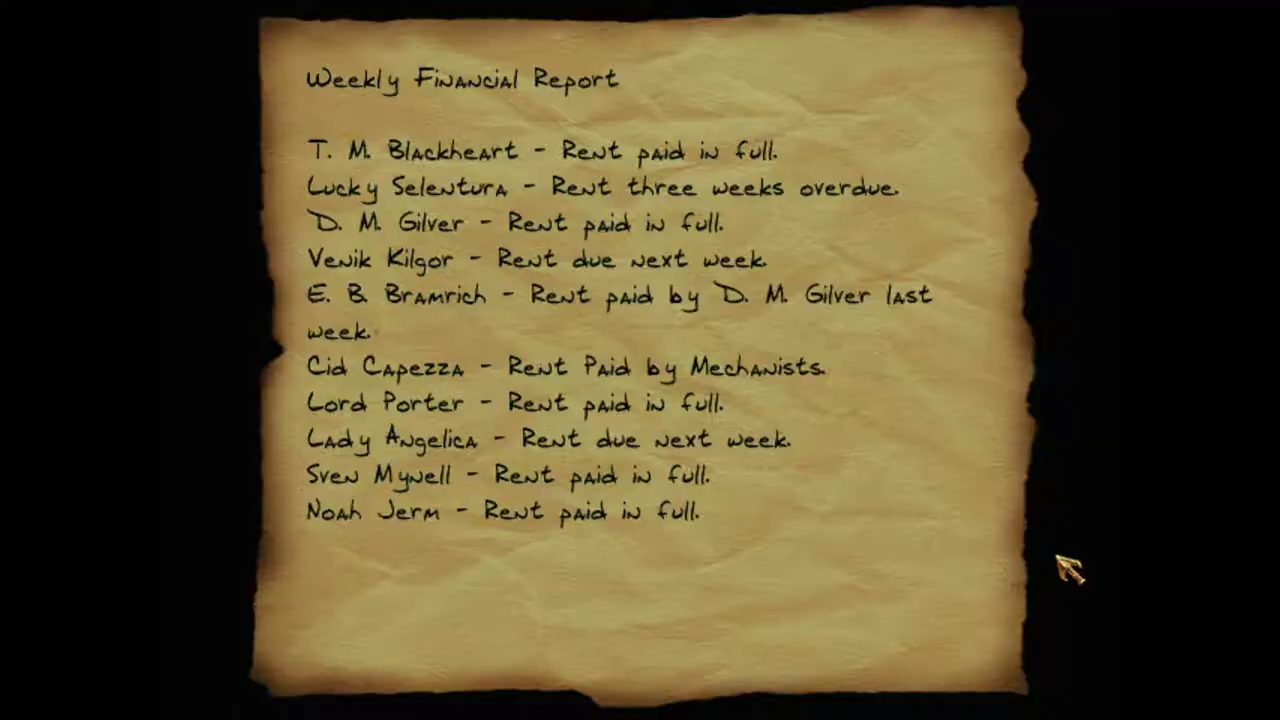 Weekly Financial Report
T. M. Blackheart - Rent paid in full.
Lucky Selentura - Rent three weeks overdue.
D. M. Gilver - Rent paid in full.
Venik Kilgor - Rent due next week.
E. B. Bramrich - Rent paid by D. M. Gilver last
week.
Cid Capezza - Rent Paid by Mechanists.
Lord Porter - Rent paid in full.
Lady Angelica - Rent due next week.
Sven Mynell - Rent paid in full.
Noah Jerm - Rent paid in full.